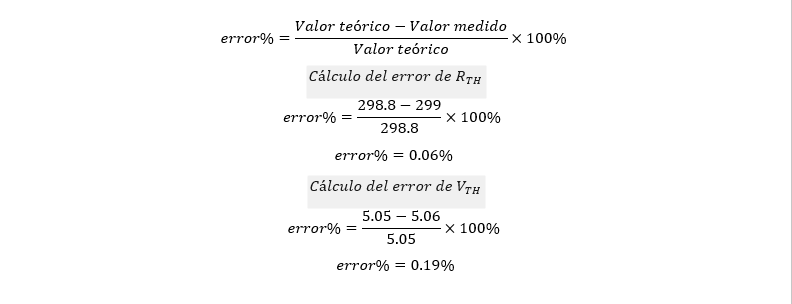 error% = (Valor teórico − Valor medido) / (Valor teórico) × 100%
Cálculo del error de R_TH
error% = (298.8 − 299) / (298.8) × 100%
error% = 0.06%
Cálculo del error de V_TH
error% = (5.05 − 5.06) / (5.05) × 100%
error% = 0.19%